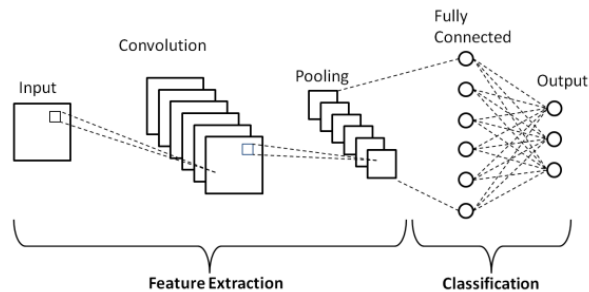 Input
Convolution
Pooling
Fully
Connected
Output
Feature Extraction
Classification